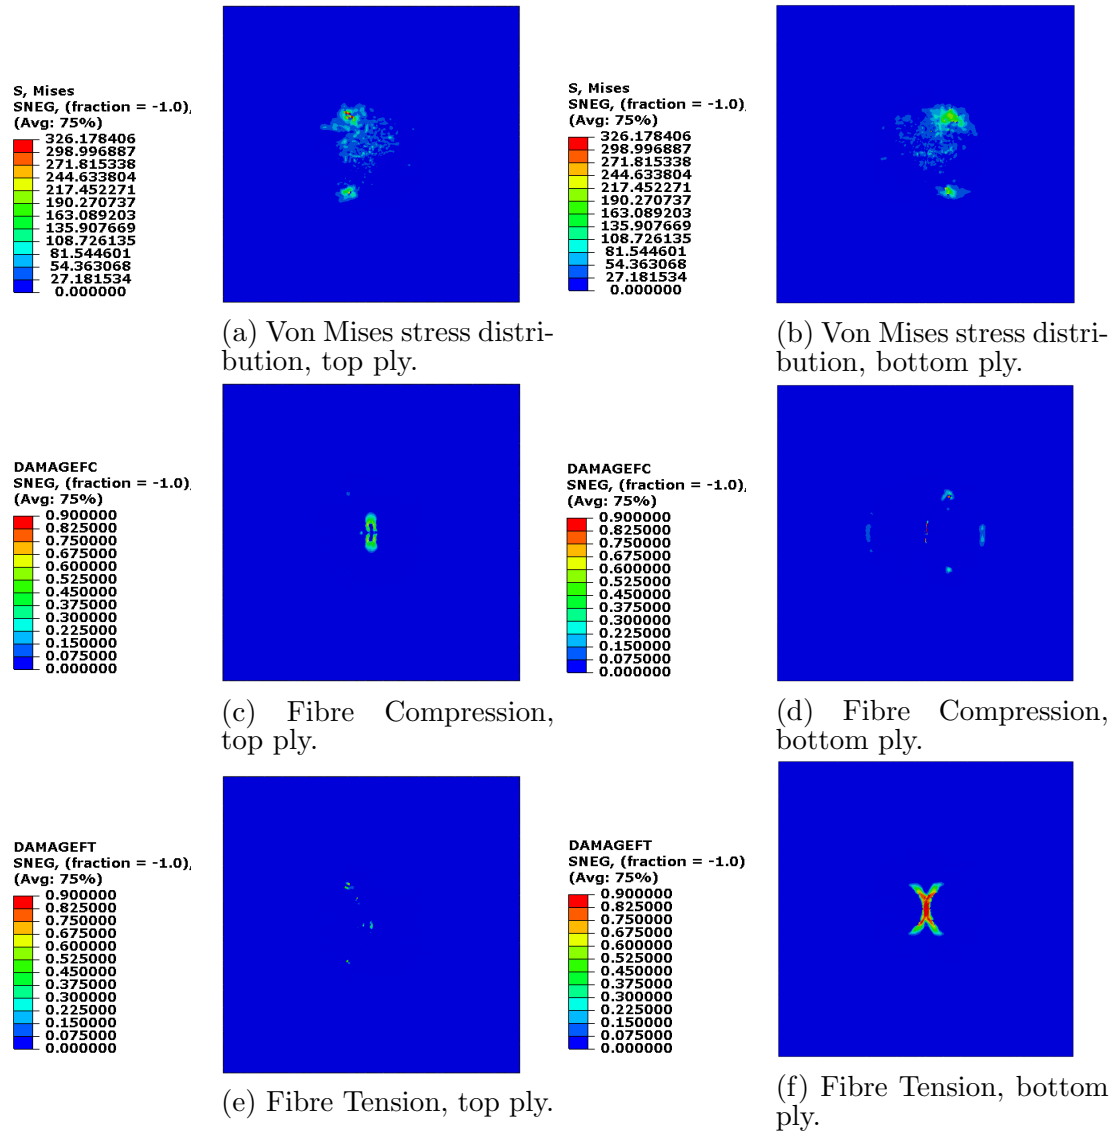 S, Mises
SNEG, (fraction = -1.0),
(Avg: 75%)
326.178406
298.996887
271.815338
244.633804
217.452271
190.270737
163.089203
135.907669
108.726135
81.544601
54.363068
27.181534
0.000000
(a) Von Mises stress distri-
bution, top ply.
S, Mises
SNEG, (fraction = -1.0),
(Avg: 75%)
326.178406
298.996887
271.815338
244.633804
217.452271
190.270737
163.089203
135.907669
108.726135
81.544601
54.363068
27.181534
0.000000
(b) Von Mises stress distri-
bution, bottom ply.
DAMAGEFC
SNEG, (fraction = -1.0),
(Avg: 75%)
0.900000
0.825000
0.750000
0.675000
0.600000
0.525000
0.450000
0.375000
0.300000
0.225000
0.150000
0.075000
0.000000
(c) Fibre Compression,
top ply.
DAMAGEFC
SNEG, (fraction = -1.0),
(Avg: 75%)
0.900000
0.825000
0.750000
0.675000
0.600000
0.525000
0.450000
0.375000
0.300000
0.225000
0.150000
0.075000
0.000000
(d) Fibre Compression,
bottom ply.
DAMAGEFT
SNEG, (fraction = -1.0),
(Avg: 75%)
0.900000
0.825000
0.750000
0.675000
0.600000
0.525000
0.450000
0.375000
0.300000
0.225000
0.150000
0.075000
0.000000
(e) Fibre Tension, top ply.
DAMAGEFT
SNEG, (fraction = -1.0)
(Avg: 75%)
0.900000
0.825000
0.750000
0.675000
0.600000
0.525000
0.450000
0.375000
0.300000
0.225000
0.150000
0.075000
0.000000
(f) Fibre Tension, bottom
ply.